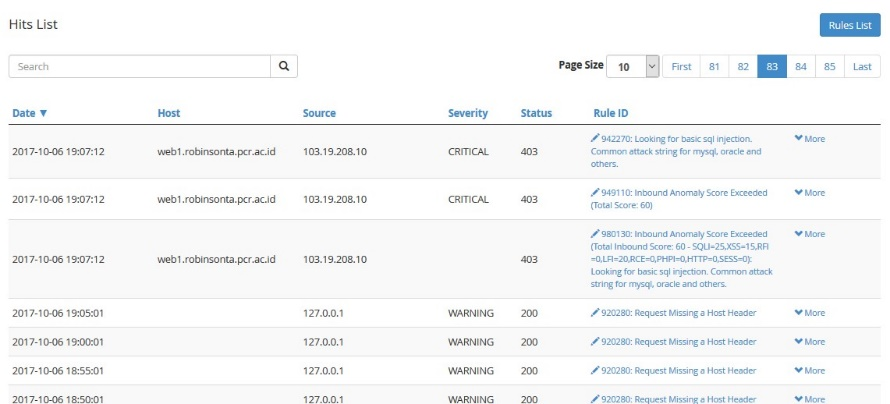 Hits List
Rules List
Search
Page Size 10 First 81 82 83 84 85 Last
Date ▼ Host Source Severity Status Rule ID
2017-10-06 19:07:12 web1.robinsonta.pcr.ac.id 103.19.208.10 CRITICAL 403 942270: Looking for basic sql injection. More
Common attack string for mysql, oracle and
others.
2017-10-06 19:07:12 web1.robinsonta.pcr.ac.id 103.19.208.10 CRITICAL 403 949110: Inbound Anomaly Score Exceeded More
(Total Score: 60)
2017-10-06 19:07:12 web1.robinsonta.pcr.ac.id 103.19.208.10 403 980130: Inbound Anomaly Score Exceeded More
(Total Inbound Score: 60 - SQLI=25,XSS=15,RFI
=0,LFI=20,RCE=0,PHPI=0,HTTP=0,SESS=0):
Looking for basic sql injection. Common attack
string for mysql, oracle and others.
2017-10-06 19:05:01 127.0.0.1 WARNING 200 920280: Request Missing a Host Header More
2017-10-06 19:00:01 127.0.0.1 WARNING 200 920280: Request Missing a Host Header More
2017-10-06 18:55:01 127.0.0.1 WARNING 200 920280: Request Missing a Host Header More
2017-10-06 18:50:01 127.0.0.1 WARNING 200 920280: Request Missing a Host Header More